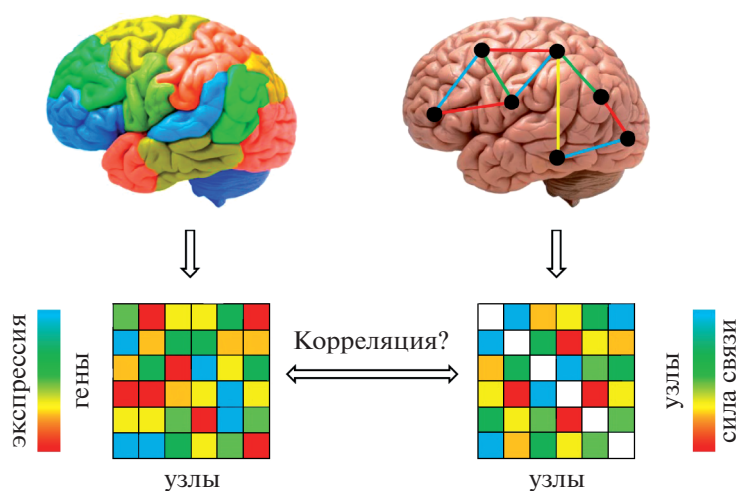 Корреляция?
экспрессия
гены
узлы
узлы
сила связи
узлы